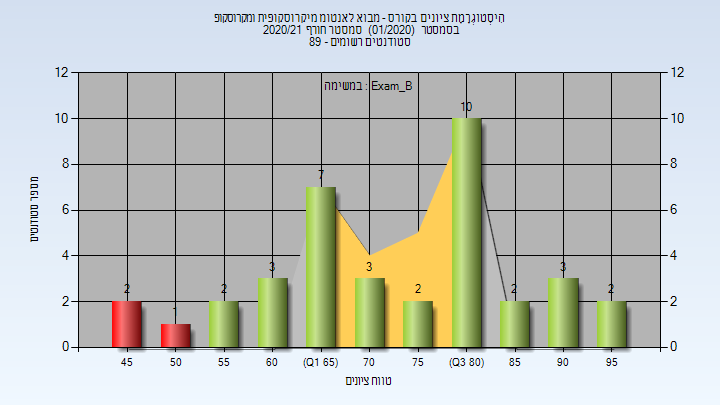 היסטוגרמת ציונים בקורס - מבוא לאנטומ מיקרוסקופית ומקרוסקופ
בסמסטר (01/2020) סמסטר חורף 2020/21
סטודנטים רשומים - 89
במשימה : Exam_B
מספר סטודנטים
12 12
10 10
8 8
6 6
4 4
2 2
0 0
2 1 2 3 7 3 2 10 2 3 2
45 50 55 60 (Q1 65) 70 75 (Q3 80) 85 90 95
טווח ציונים